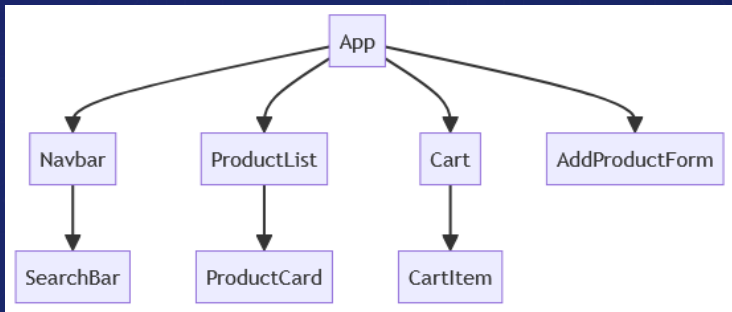 App
Navbar
ProductList
Cart
AddProductForm
SearchBar
ProductCard
CartItem